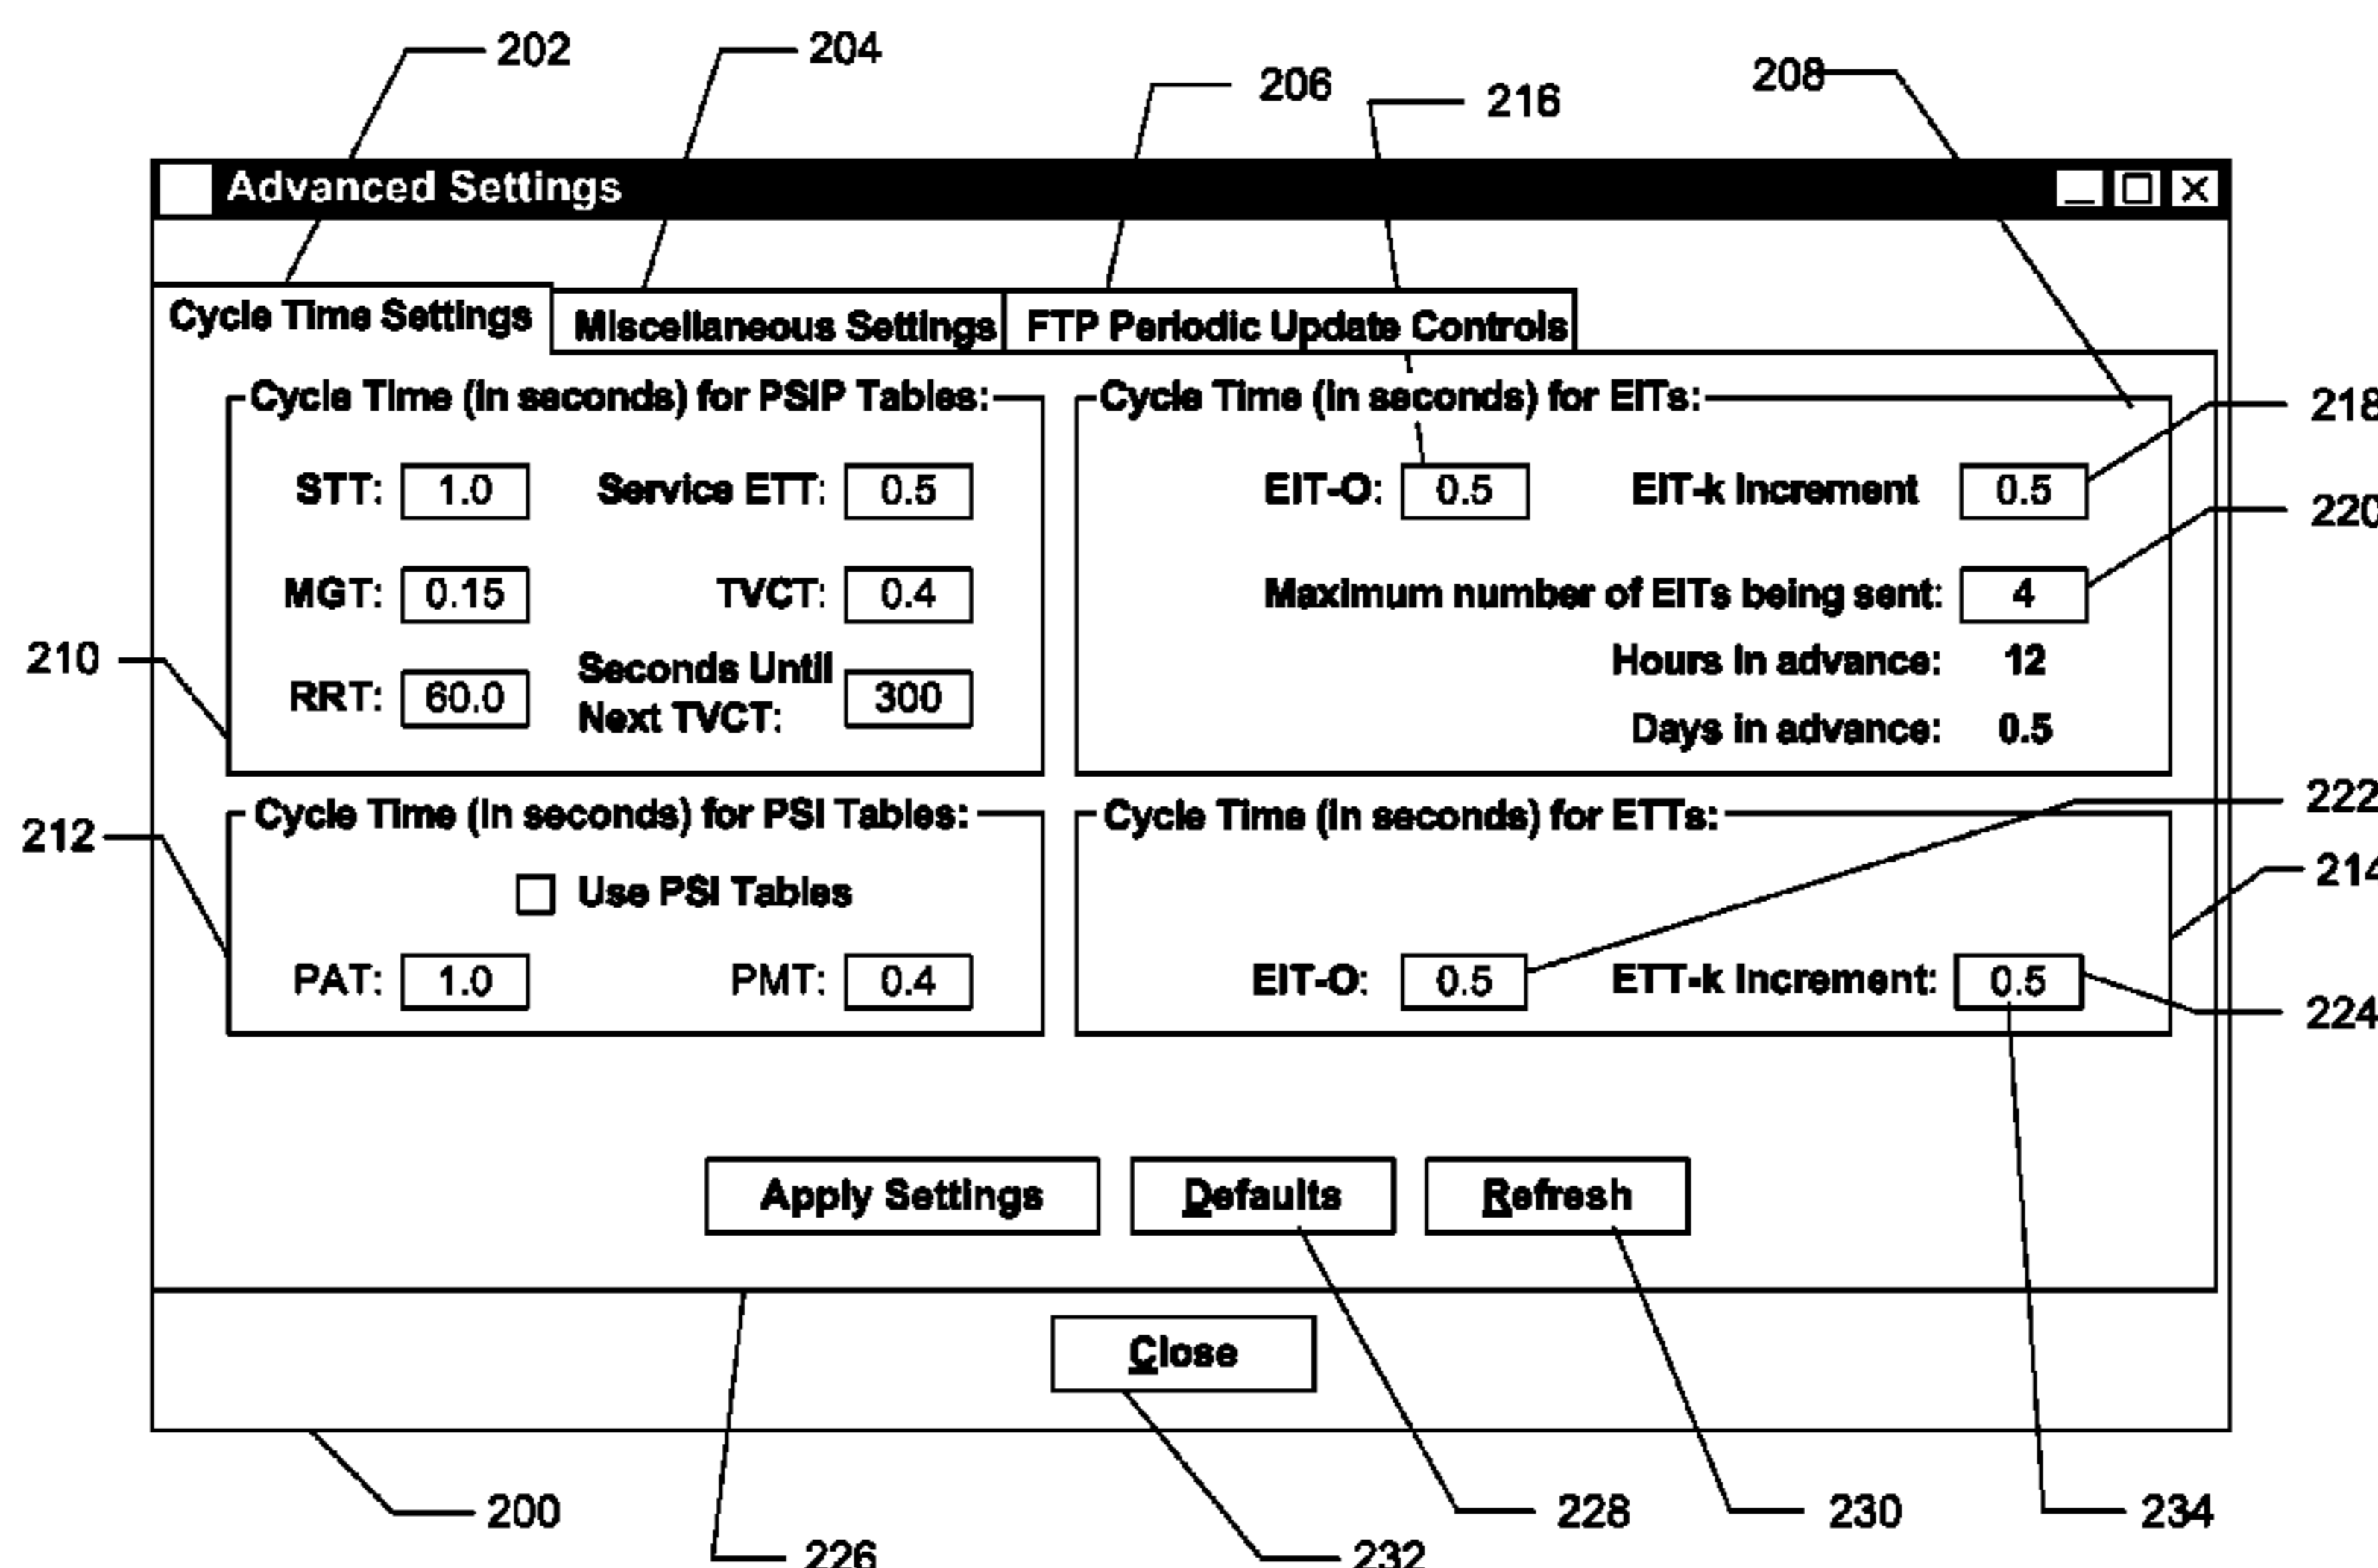 202
204
206
216
208
Advanced Settings
Cycle Time Settings
Miscellaneous Settings
FTP Periodic Update Controls
Cycle Time (in seconds) for PSIP Tables:
STT: 1.0 Service ETT: 0.5
MGT: 0.15 TVCT: 0.4
RRT: 60.0 Seconds Until
Next TVCT: 300
Cycle Time (in seconds) for EITs:
EIT-O: 0.5 EIT-k Increment 0.5
Maximum number of EITs being sent: 4
Hours in advance: 12
Days in advance: 0.5
218
220
210
212
Cycle Time (in seconds) for PSI Tables:
Use PSI Tables
PAT: 1.0 PMT: 0.4
Cycle Time (in seconds) for ETTs:
EIT-O: 0.5 ETT-k Increment: 0.5
222
214
224
Apply Settings
Defaults
Refresh
Close
200
226
232
228
230
234